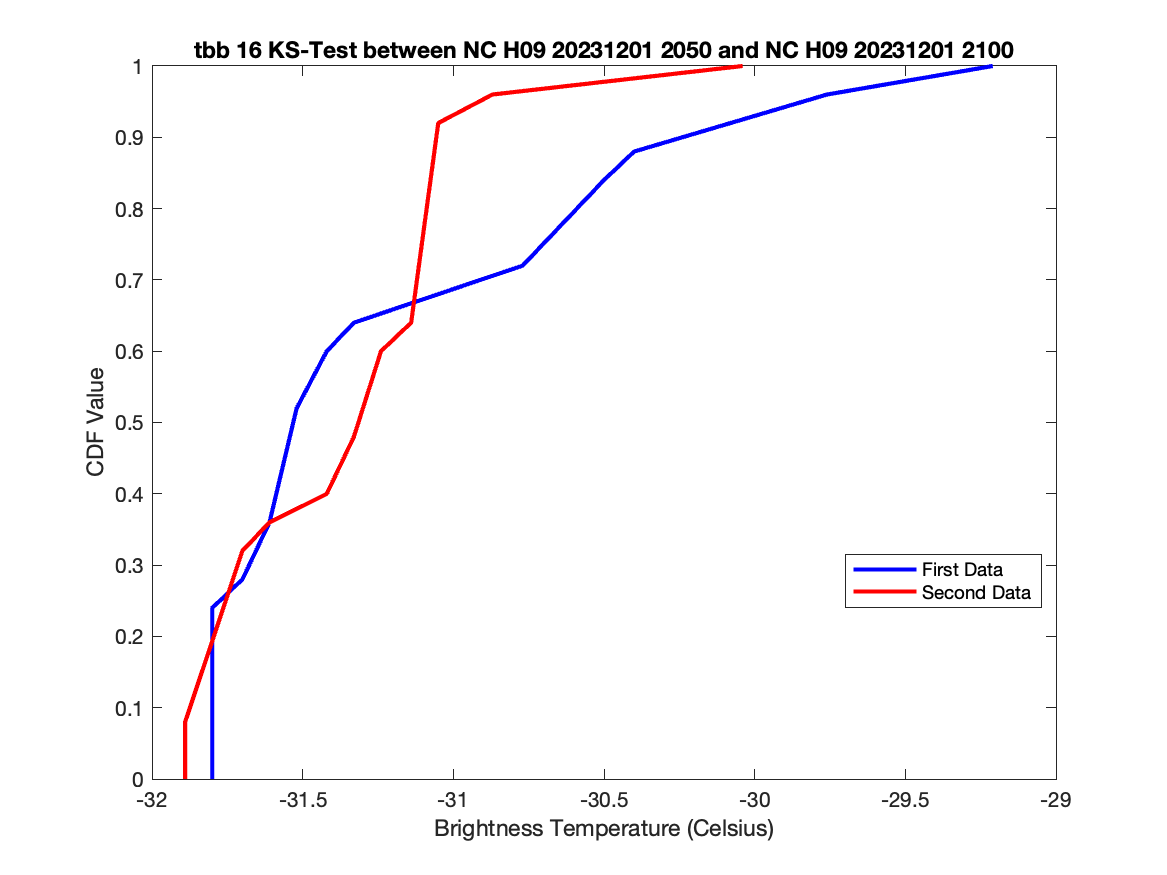 tbb 16 KS-Test between NC H09 20231201 2050 and NC H09 20231201 2100
1
0.9
0.8
0.7
0.6
0.5
0.4
0.3
0.2
0.1
0
CDF Value
First Data
Second Data
-32 -31.5 -31 -30.5 -30 -29.5 -29
Brightness Temperature (Celsius)